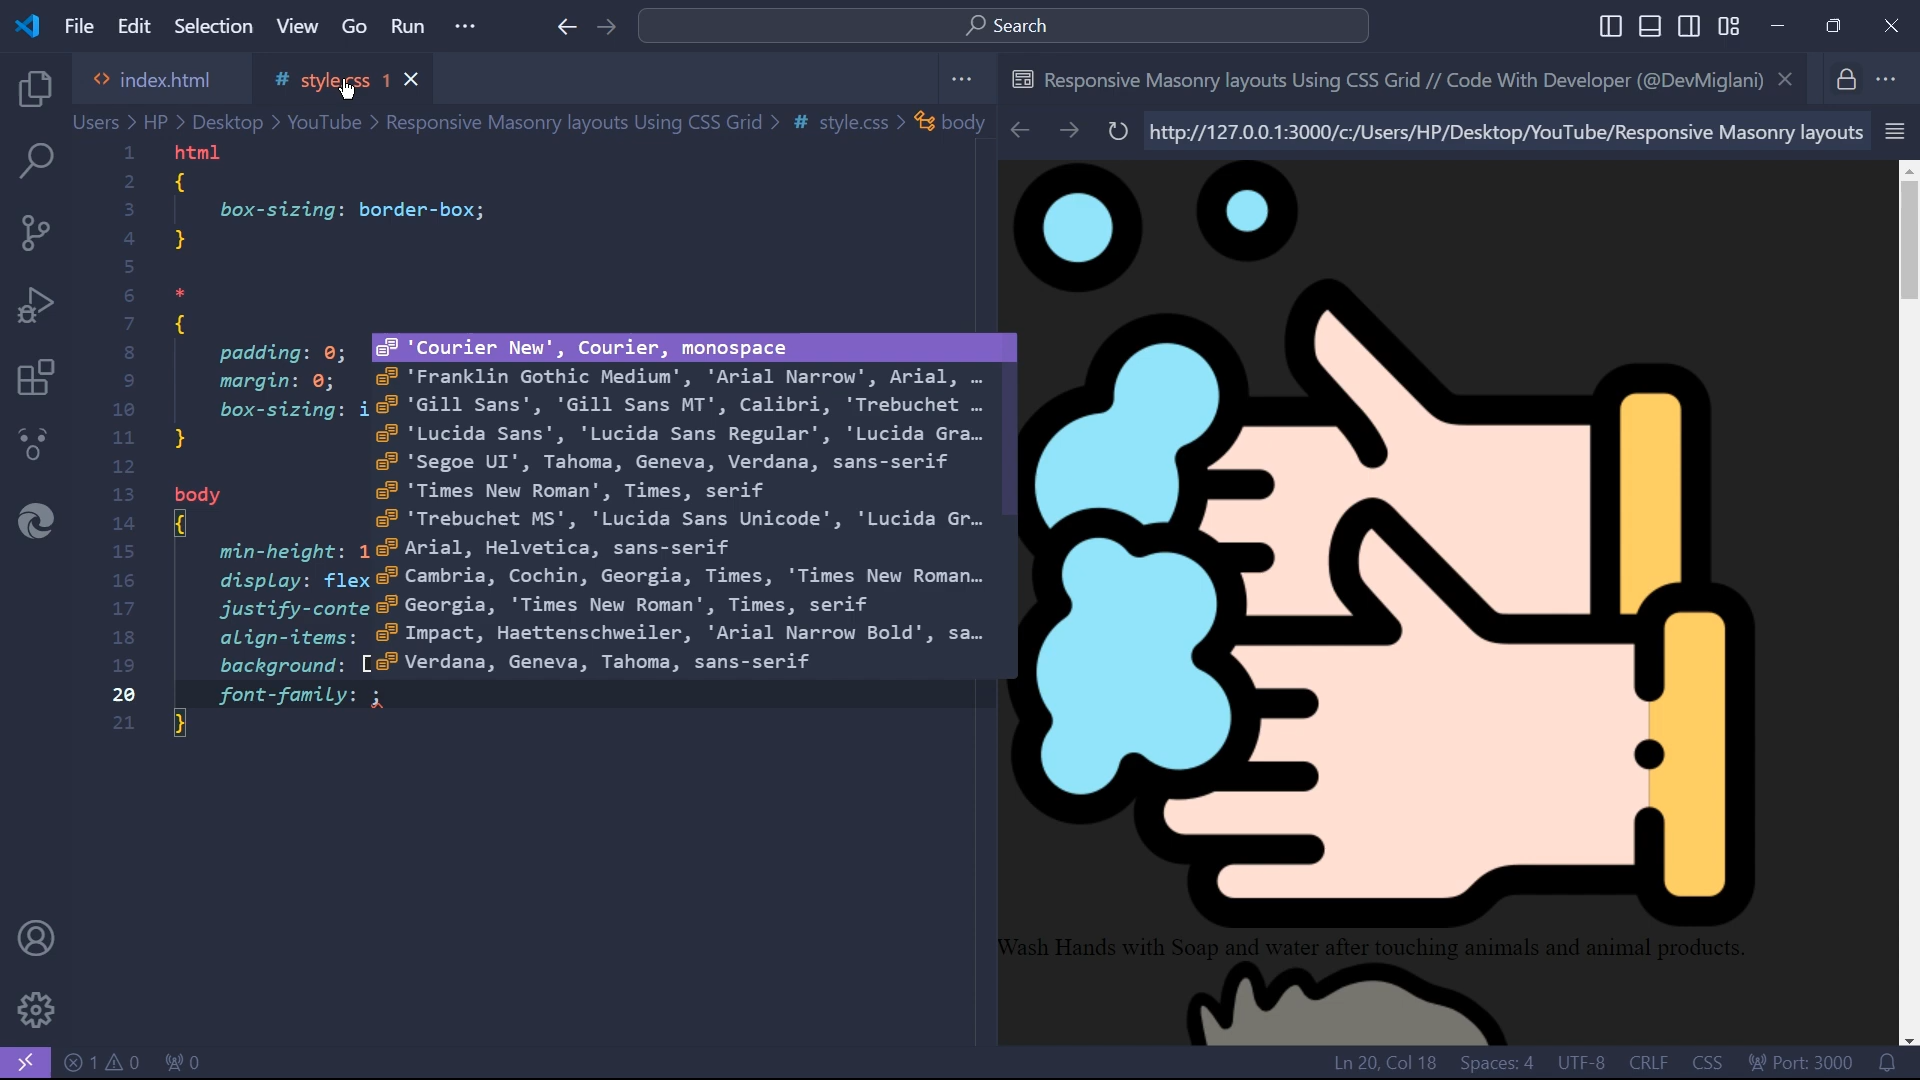 File Edit Selection View Go Run ··· Search
index.html
# style.css 1
Responsive Masonry layouts Using CSS Grid // Code With Developer (@DevMiglani)
Users > HP > Desktop > YouTube > Responsive Masonry layouts Using CSS Grid > # style.css > body
http://127.0.0.1:3000/c:/Users/HP/Desktop/YouTube/Responsive Masonry layouts
1 html
2 {
3 box-sizing: border-box;
4 }
5
6 *
7 {
8 padding: 0;
9 margin: 0;
10 box-sizing: i
11 }
12
13 body
14 {
15 min-height: 1
16 display: flex
17 justify-conte
18 align-items:
19 background: [
20 font-family: ;
21 }
'Courier New', Courier, monospace
'Franklin Gothic Medium', 'Arial Narrow', Arial, …
'Gill Sans', 'Gill Sans MT', Calibri, 'Trebuchet …
'Lucida Sans', 'Lucida Sans Regular', 'Lucida Gra…
'Segoe UI', Tahoma, Geneva, Verdana, sans-serif
'Times New Roman', Times, serif
'Trebuchet MS', 'Lucida Sans Unicode', 'Lucida Gr…
Arial, Helvetica, sans-serif
Cambria, Cochin, Georgia, Times, 'Times New Roman…
Georgia, 'Times New Roman', Times, serif
Impact, Haettenschweiler, 'Arial Narrow Bold', sa…
Verdana, Geneva, Tahoma, sans-serif
Wash Hands with Soap and water after touching animals and animal products.
1 0 0 Ln 20, Col 18 Spaces: 4 UTF-8 CRLF CSS Port: 3000